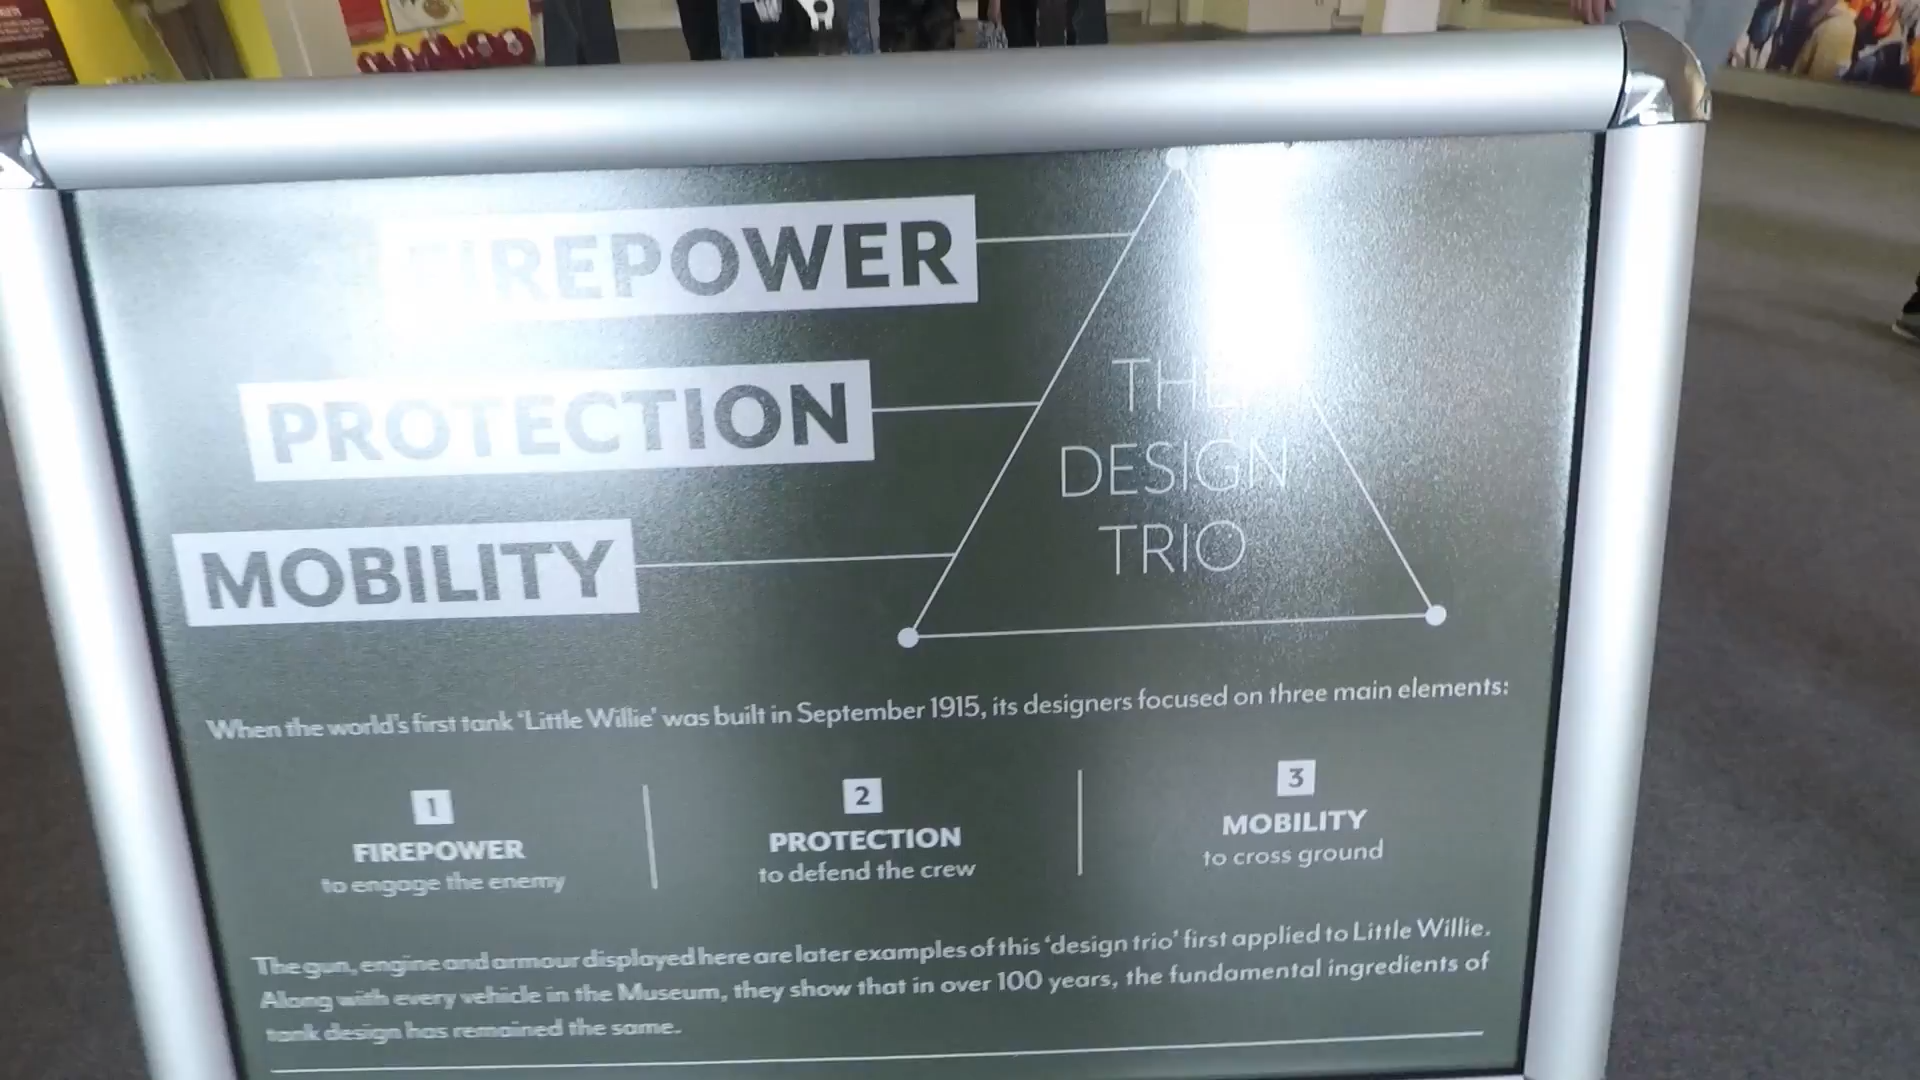 FIREPOWER
PROTECTION
MOBILITY
THE
DESIGN
TRIO
When the world's first tank 'Little Willie' was built in September 1915, its designers focused on three main elements:
1
FIREPOWER
to engage the enemy
2
PROTECTION
to defend the crew
3
MOBILITY
to cross ground
The gun, engine and armour displayed here are later examples of this 'design trio' first applied to Little Willie.
Along with every vehicle in the Museum, they show that in over 100 years, the fundamental ingredients of
tank design has remained the same.